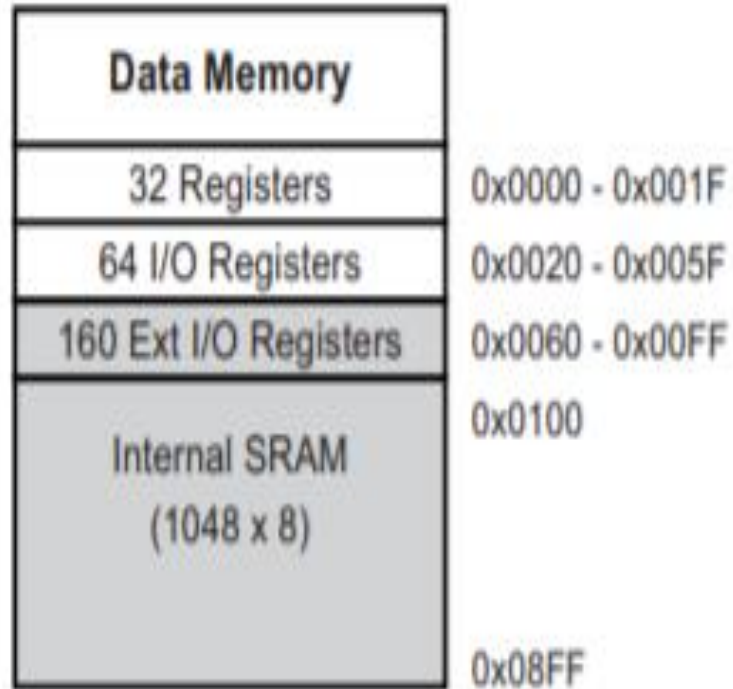 Data Memory
32 Registers 0x0000 - 0x001F
64 I/O Registers 0x0020 - 0x005F
160 Ext I/O Registers 0x0060 - 0x00FF
0x0100
Internal SRAM
(1048 x 8)
0x08FF